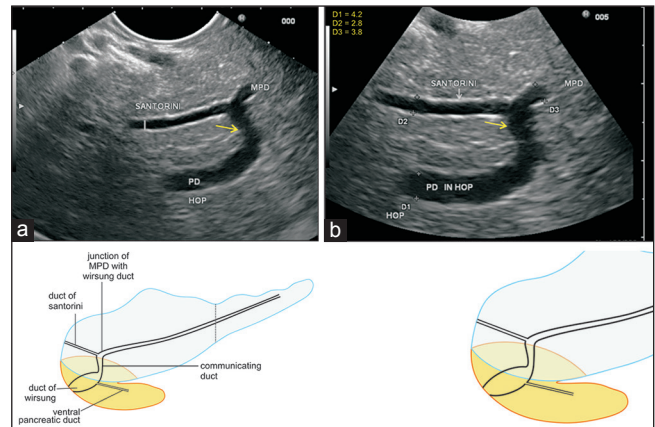 000
MPD
SANTORINI
PD
HOP
a
D1 = 4.2
D2 = 2.8
D3 = 3.8
005
SANTORINI
MPD
D2
D3
PD IN HOP
D1
HOP
b
junction of
MPD with
wirsung duct
duct of
santorini
communicating
duct
duct of
wirsung
ventral
pancreatic duct